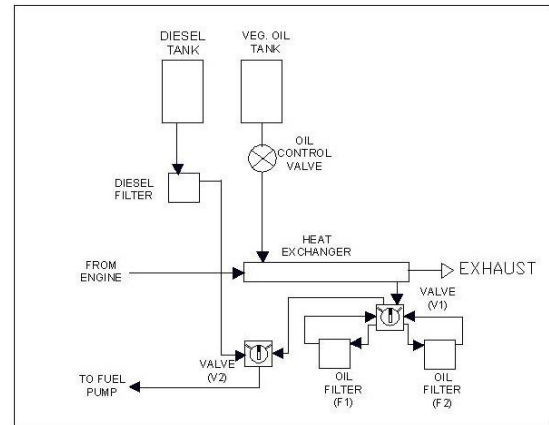 DIESEL
TANK
VEG. OIL
TANK
OIL
CONTROL
VALVE
DIESEL
FILTER
HEAT
EXCHANGER
FROM
ENGINE
EXHAUST
VALVE
(V1)
VALVE
(V2)
TO FUEL
PUMP
OIL
FILTER
(F1)
OIL
FILTER
(F2)